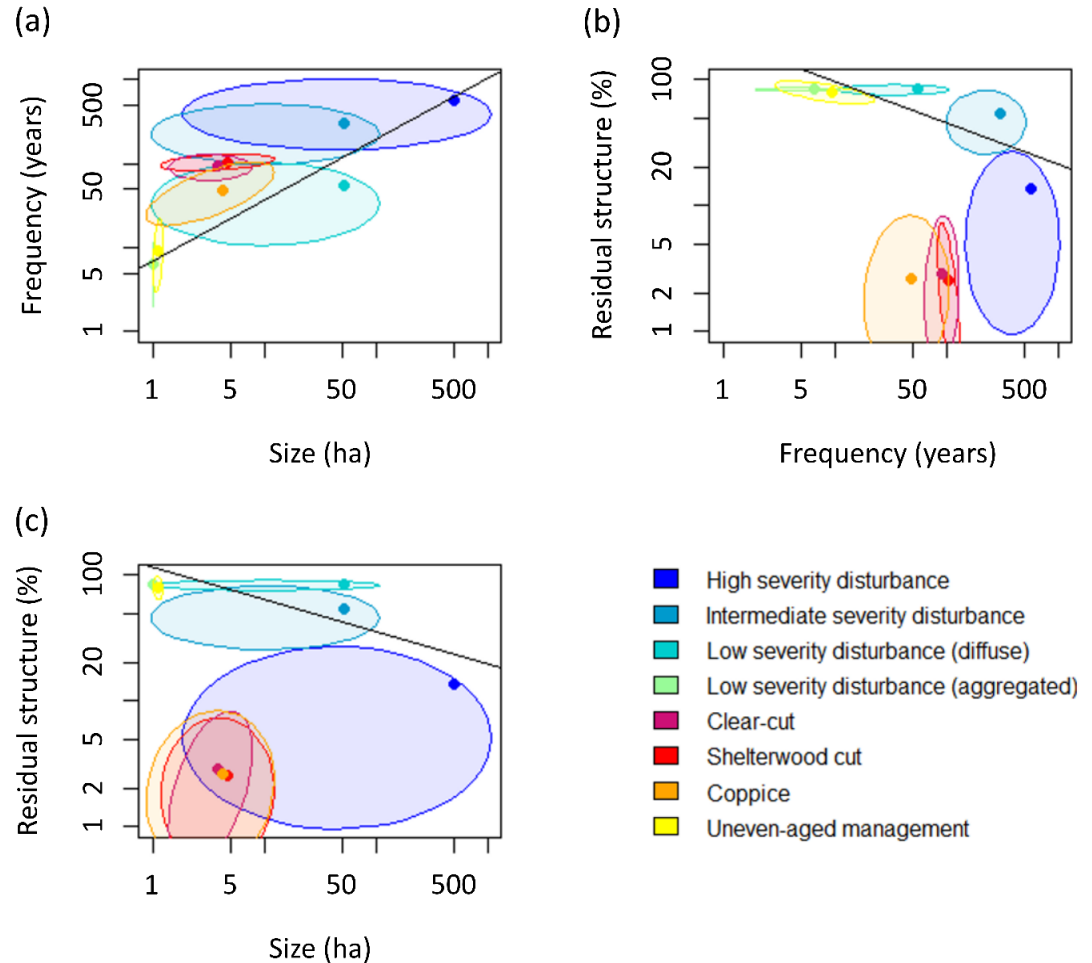 (a)
Frequency (years)
500
50
5
1
1 5 50 500
Size (ha)
(b)
Residual structure (%)
100
20
5
2
1
1 5 50 500
Frequency (years)
(c)
Residual structure (%)
100
20
5
2
1
1 5 50 500
Size (ha)
High severity disturbance
Intermediate severity disturbance
Low severity disturbance (diffuse)
Low severity disturbance (aggregated)
Clear-cut
Shelterwood cut
Coppice
Uneven-aged management